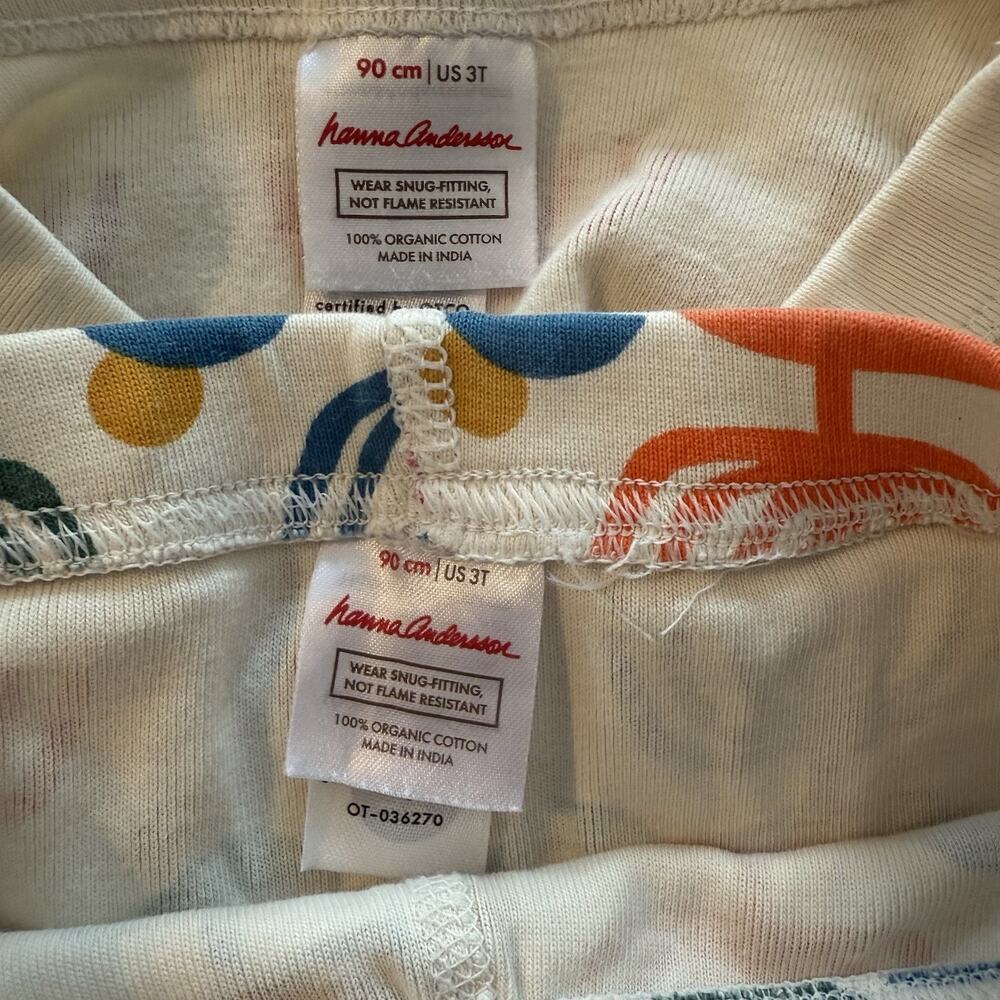 90 cm | US 3T
hanna Andersson
WEAR SNUG-FITTING,
NOT FLAME RESISTANT
100% ORGANIC COTTON
MADE IN INDIA
certified
90 cm | US 3T
hanna Andersson
WEAR SNUG-FITTING,
NOT FLAME RESISTANT
100% ORGANIC COTTON
MADE IN INDIA
OT-036270